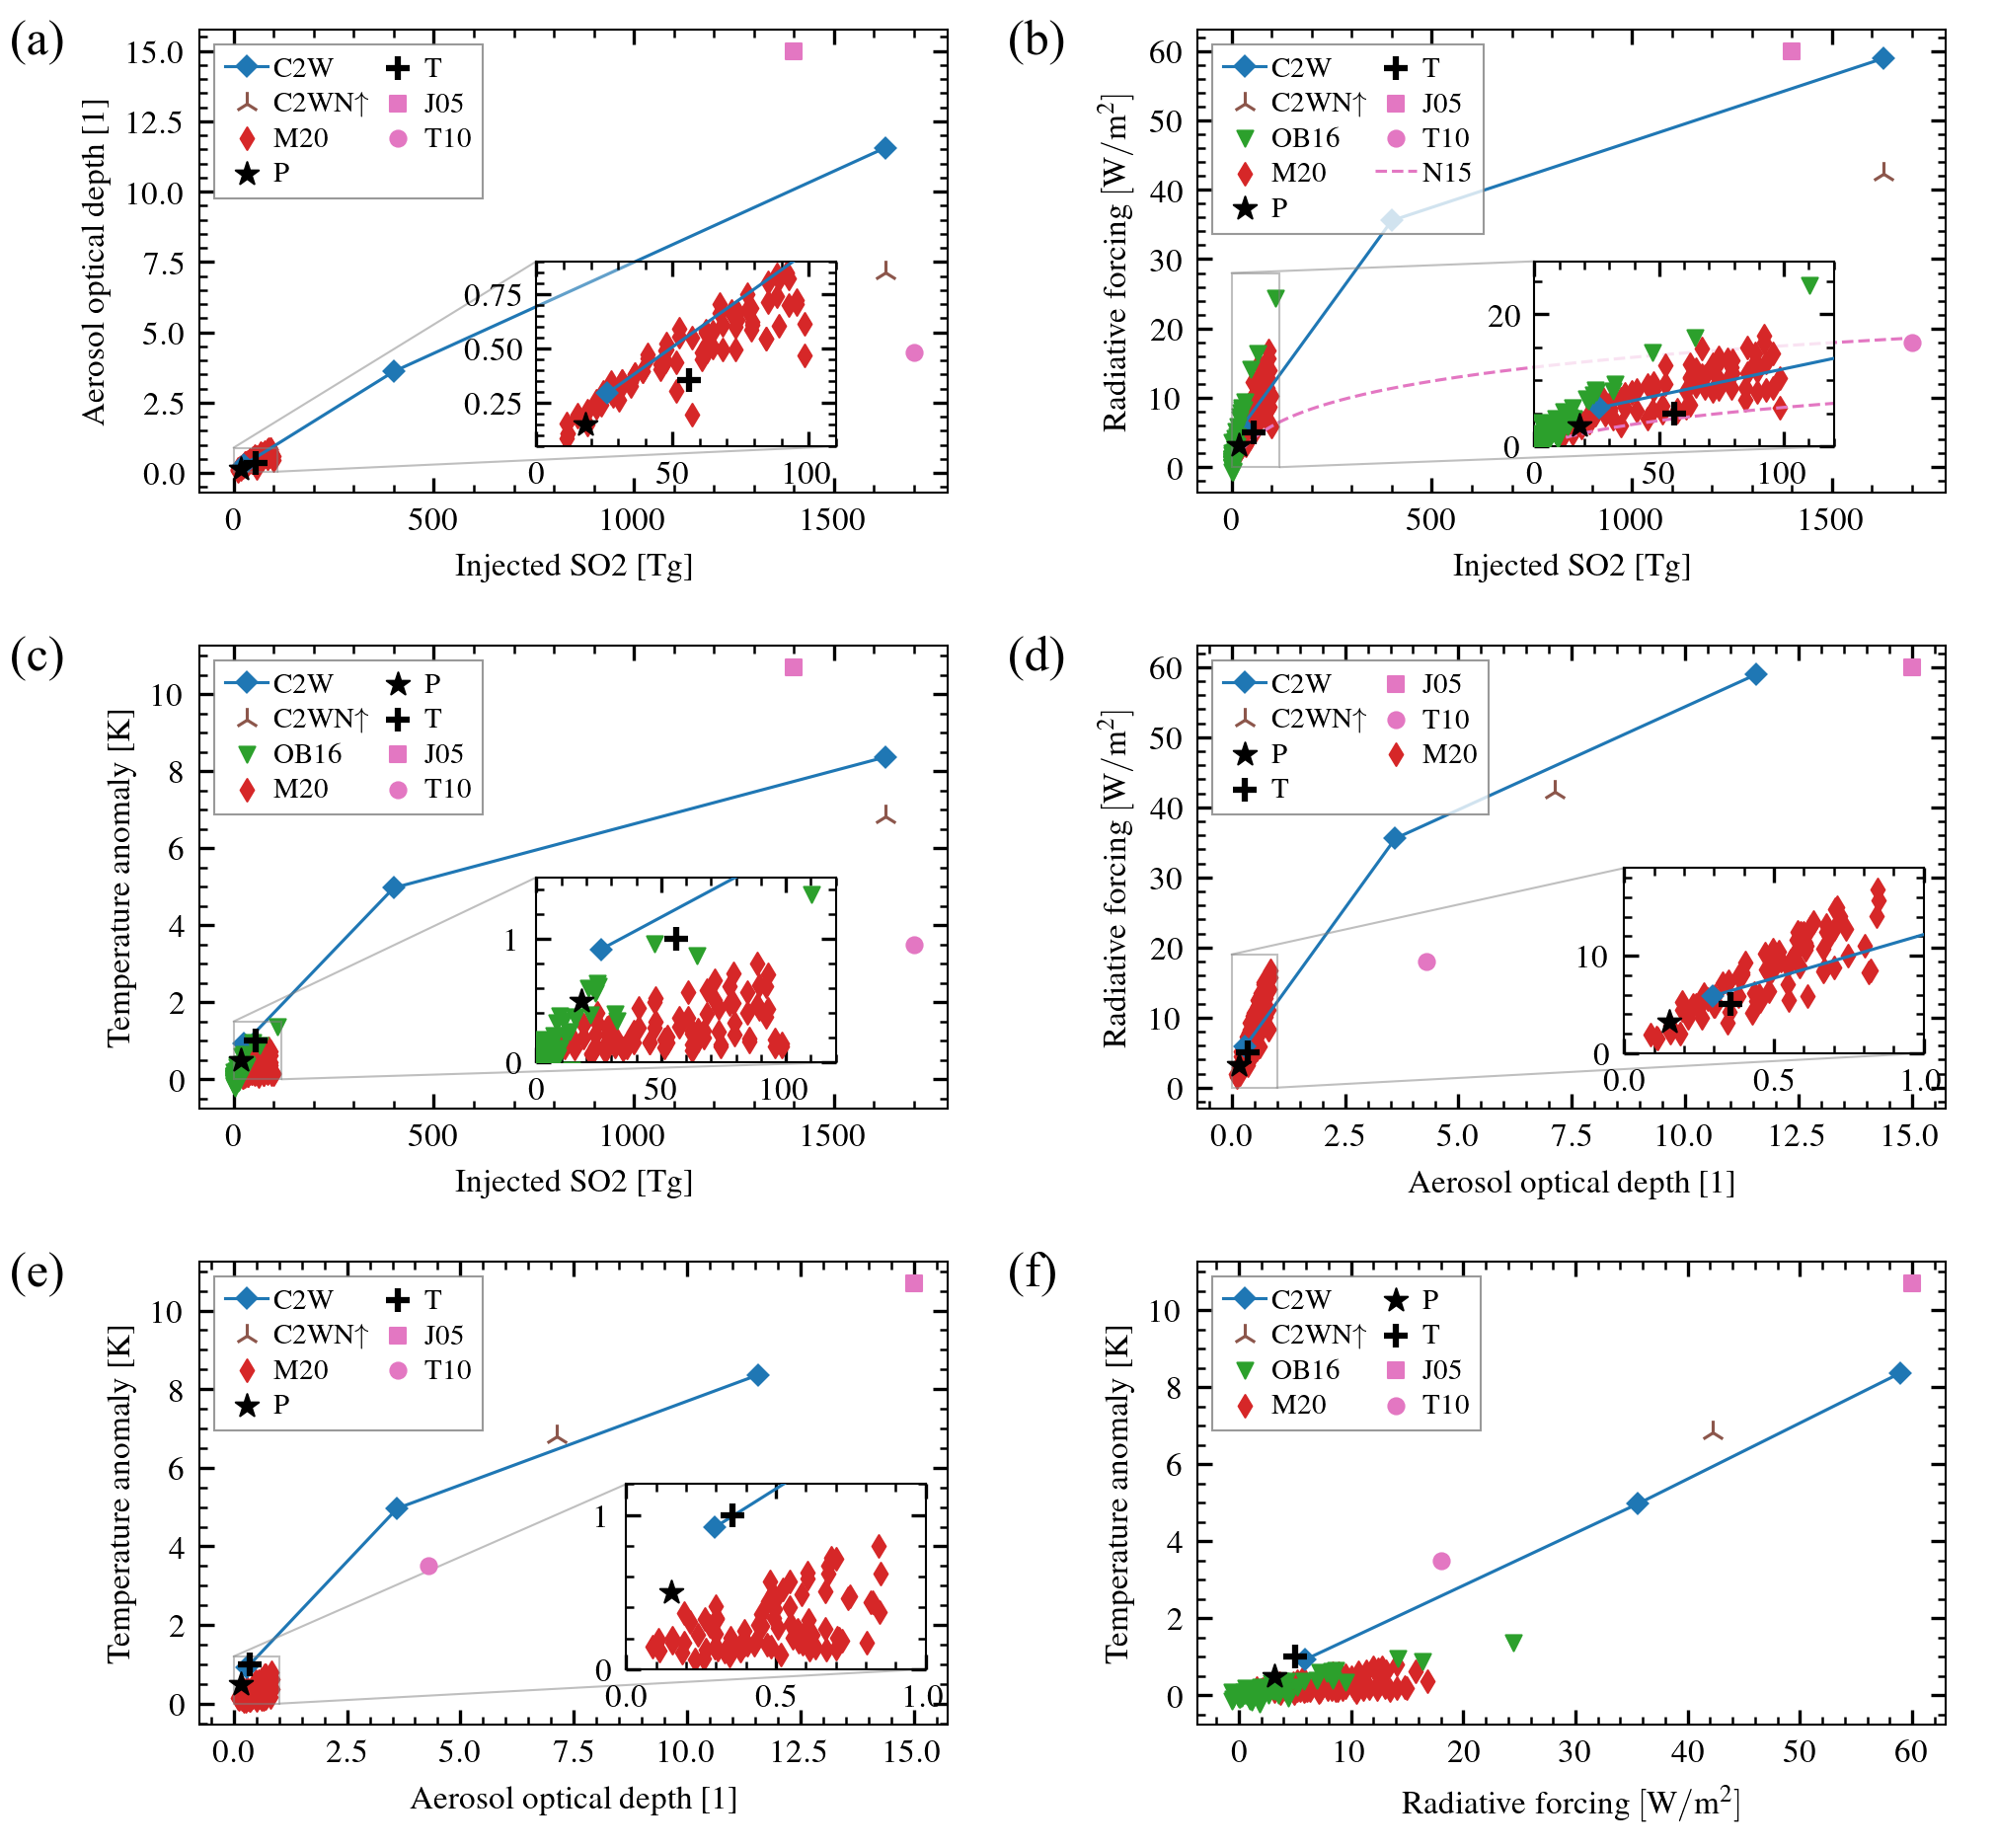 (a)
15.0
12.5
10.0
7.5
5.0
2.5
0.0
Aerosol optical depth [1]
C2W
C2WN↑
M20
P
T
J05
T10
0.75
0.50
0.25
0 50 100
0 500 1000 1500
Injected SO2 [Tg]
(b)
60
50
40
30
20
10
0
Radiative forcing [W/m²]
C2W
C2WN↑
OB16
M20
P
T
J05
T10
N15
20
0
0 50 100
0 500 1000 1500
Injected SO2 [Tg]
(c)
10
8
6
4
2
0
Temperature anomaly [K]
C2W
C2WN↑
OB16
M20
P
T
J05
T10
1
0
0 50 100
0 500 1000 1500
Injected SO2 [Tg]
(d)
60
50
40
30
20
10
0
Radiative forcing [W/m²]
C2W
C2WN↑
P
T
J05
T10
M20
10
0
0.0 0.5 1.0
0.0 2.5 5.0 7.5 10.0 12.5 15.0
Aerosol optical depth [1]
(e)
10
8
6
4
2
0
Temperature anomaly [K]
C2W
C2WN↑
M20
P
T
J05
T10
1
0
0.0 0.5 1.0
0.0 2.5 5.0 7.5 10.0 12.5 15.0
Aerosol optical depth [1]
(f)
10
8
6
4
2
0
Temperature anomaly [K]
C2W
C2WN↑
OB16
M20
P
T
J05
T10
0 10 20 30 40 50 60
Radiative forcing [W/m²]